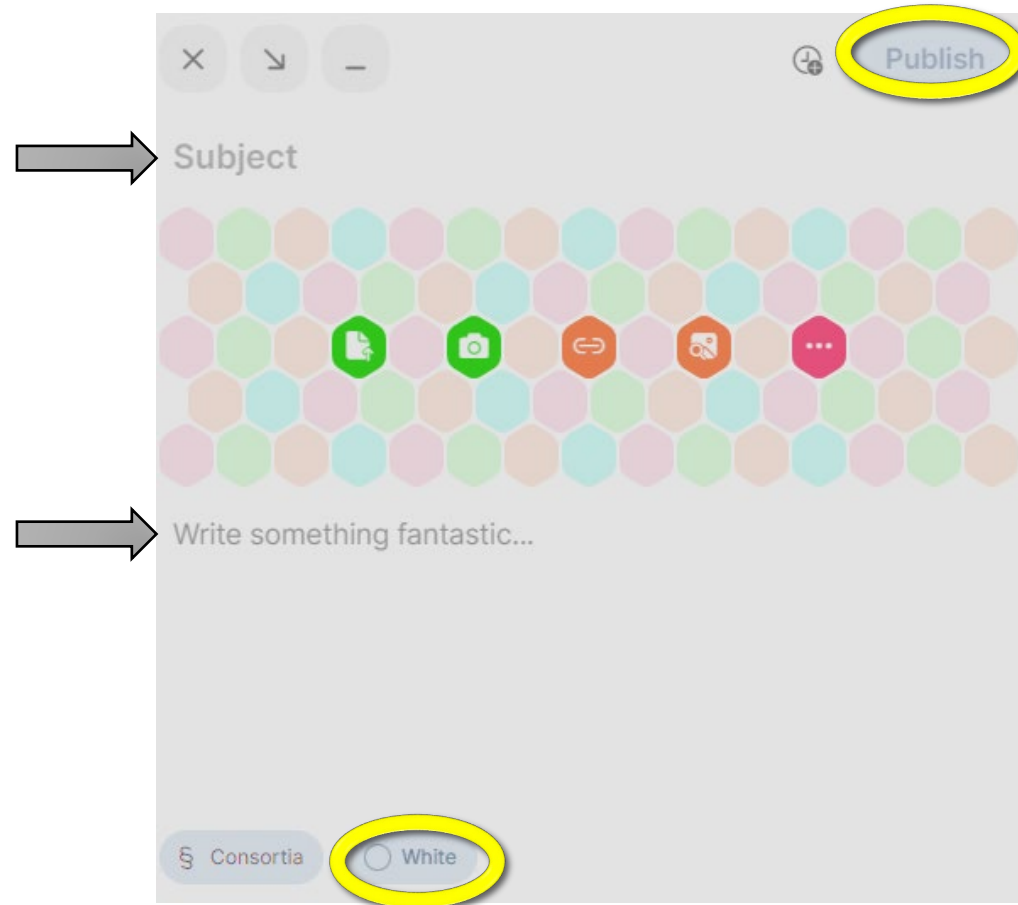 Publish
Subject
Write something fantastic...
§ Consortia
White